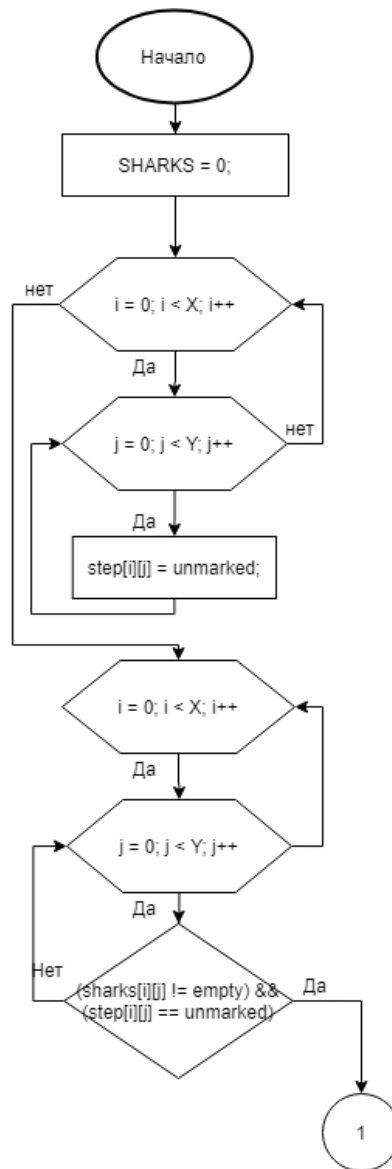 Начало
SHARKS = 0;
нет
i = 0; i < X; i++
Да
j = 0; j < Y; j++
нет
Да
step[i][j] = unmarked;
i = 0; i < X; i++
Да
j = 0; j < Y; j++
Да
Нет
(sharks[i][j] != empty) &&
(step[i][j] == unmarked)
Да
1